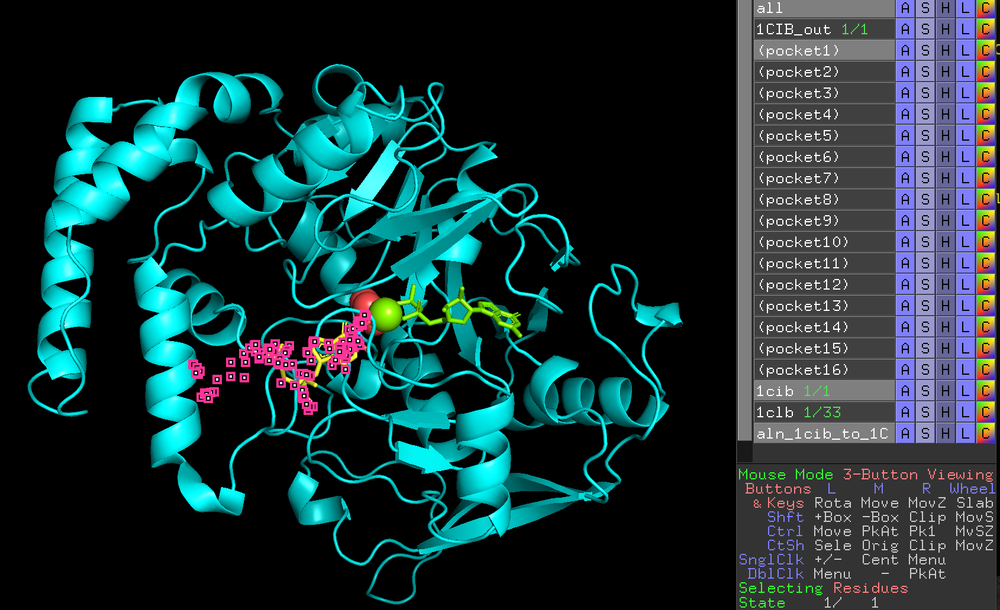 all A S H L C
1CIB_out 1/1 A S H L C
(pocket1) A S H L C
(pocket2) A S H L C
(pocket3) A S H L C
(pocket4) A S H L C
(pocket5) A S H L C
(pocket6) A S H L C
(pocket7) A S H L C
(pocket8) A S H L C
(pocket9) A S H L C
(pocket10) A S H L C
(pocket11) A S H L C
(pocket12) A S H L C
(pocket13) A S H L C
(pocket14) A S H L C
(pocket15) A S H L C
(pocket16) A S H L C
1cib 1/1 A S H L C
1clb 1/33 A S H L C
aln_1cib_to_1C A S H L C
Mouse Mode 3-Button Viewing
Buttons L M R Wheel
& Keys Rota Move MovZ Slab
Shft +Box -Box Clip MovS
Ctrl Move PkAt Pk1 MvSZ
CtSh Sele Orig Clip MovZ
SnglClk +/- Cent Menu
DblClk Menu - PkAt
Selecting Residues
State 1/ 1